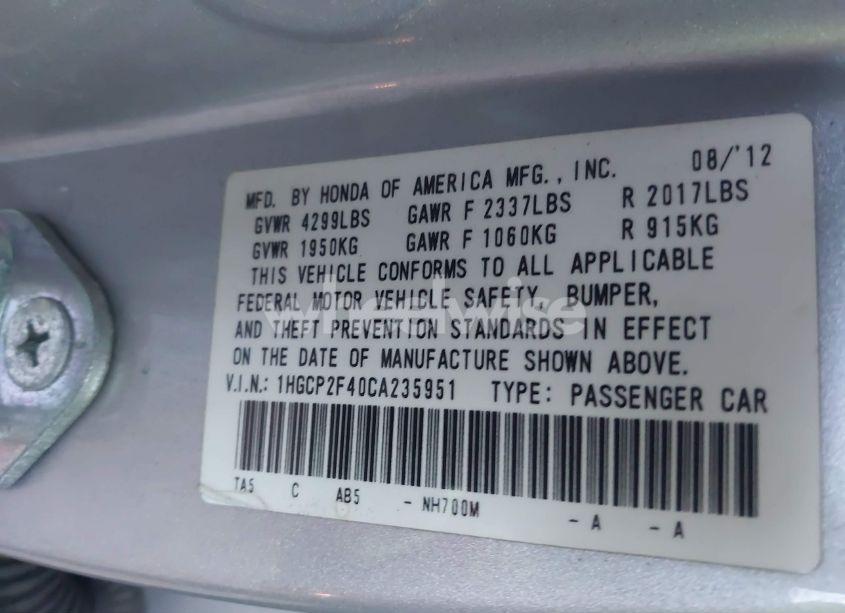 MFD. BY HONDA OF AMERICA MFG., INC. 08/'12
GVWR 4299LBS GAWR F 2337LBS R 2017LBS
GVWR 1950KG GAWR F 1060KG R 915KG
THIS VEHICLE CONFORMS TO ALL APPLICABLE
FEDERAL MOTOR VEHICLE SAFETY, BUMPER,
AND THEFT PREVENTION STANDARDS IN EFFECT
ON THE DATE OF MANUFACTURE SHOWN ABOVE.
V.I.N.: 1HGCP2F40CA235951 TYPE: PASSENGER CAR
TA5 C AB5 - NH700M - A - A
wheelwise